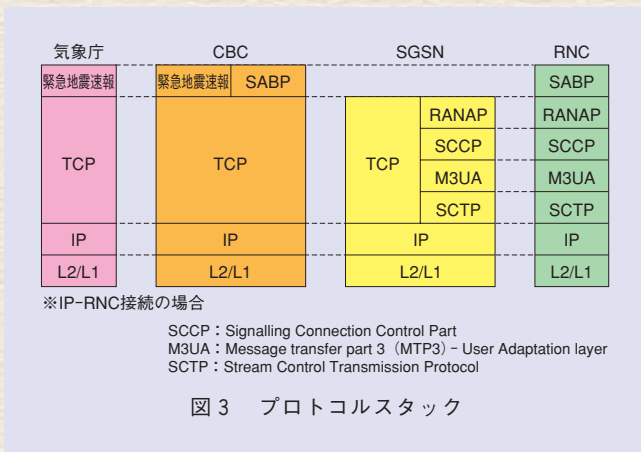 気象庁 CBC SGSN RNC
緊急地震速報 緊急地震速報 SABP SABP
RANAP RANAP
SCCP SCCP
TCP TCP TCP
M3UA M3UA
SCTP SCTP
IP IP IP IP
L2/L1 L2/L1 L2/L1 L2/L1
※IP-RNC接続の場合
SCCP：Signalling Connection Control Part
M3UA：Message transfer part 3（MTP3）- User Adaptation layer
SCTP：Stream Control Transmission Protocol
図3 プロトコルスタック